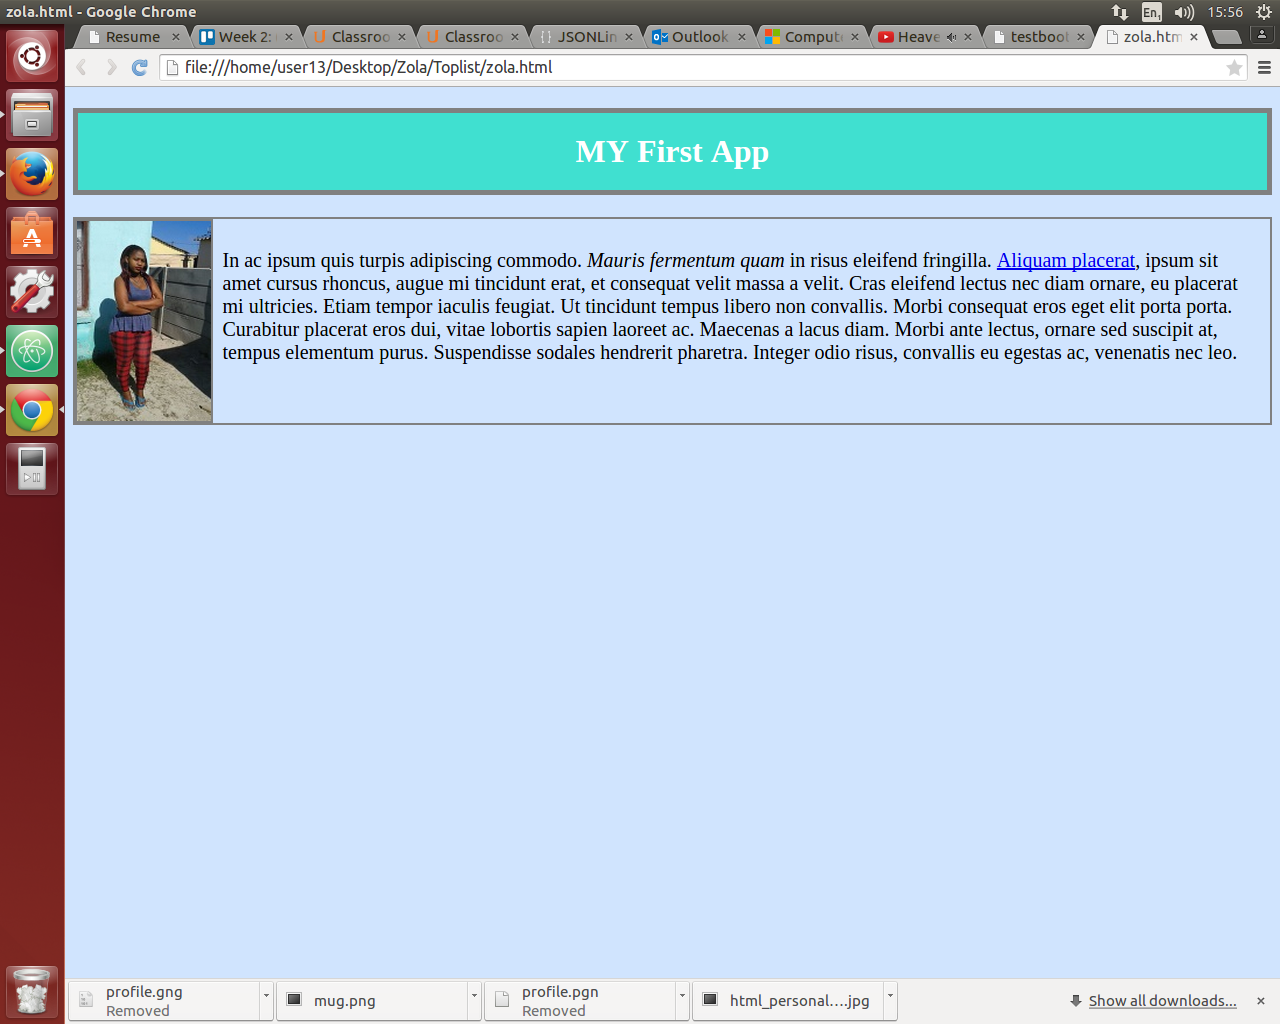 zola.html - Google Chrome
En1
15:56
Resume
Week 2:
Classroo
Classroo
JSONLin
Outlook
Compute
Heave
testboot
zola.htm
file:///home/user13/Desktop/Zola/Toplist/zola.html
MY First App
In ac ipsum quis turpis adipiscing commodo. Mauris fermentum quam in risus eleifend fringilla. Aliquam placerat, ipsum sit
amet cursus rhoncus, augue mi tincidunt erat, et consequat velit massa a velit. Cras eleifend lectus nec diam ornare, eu placerat
mi ultricies. Etiam tempor iaculis feugiat. Ut tincidunt tempus libero non convallis. Morbi consequat eros eget elit porta porta.
Curabitur placerat eros dui, vitae lobortis sapien laoreet ac. Maecenas a lacus diam. Morbi ante lectus, ornare sed suscipit at,
tempus elementum purus. Suspendisse sodales hendrerit pharetra. Integer odio risus, convallis eu egestas ac, venenatis nec leo.
profile.gng
Removed
mug.png
profile.pgn
Removed
html_personal....jpg
Show all downloads...